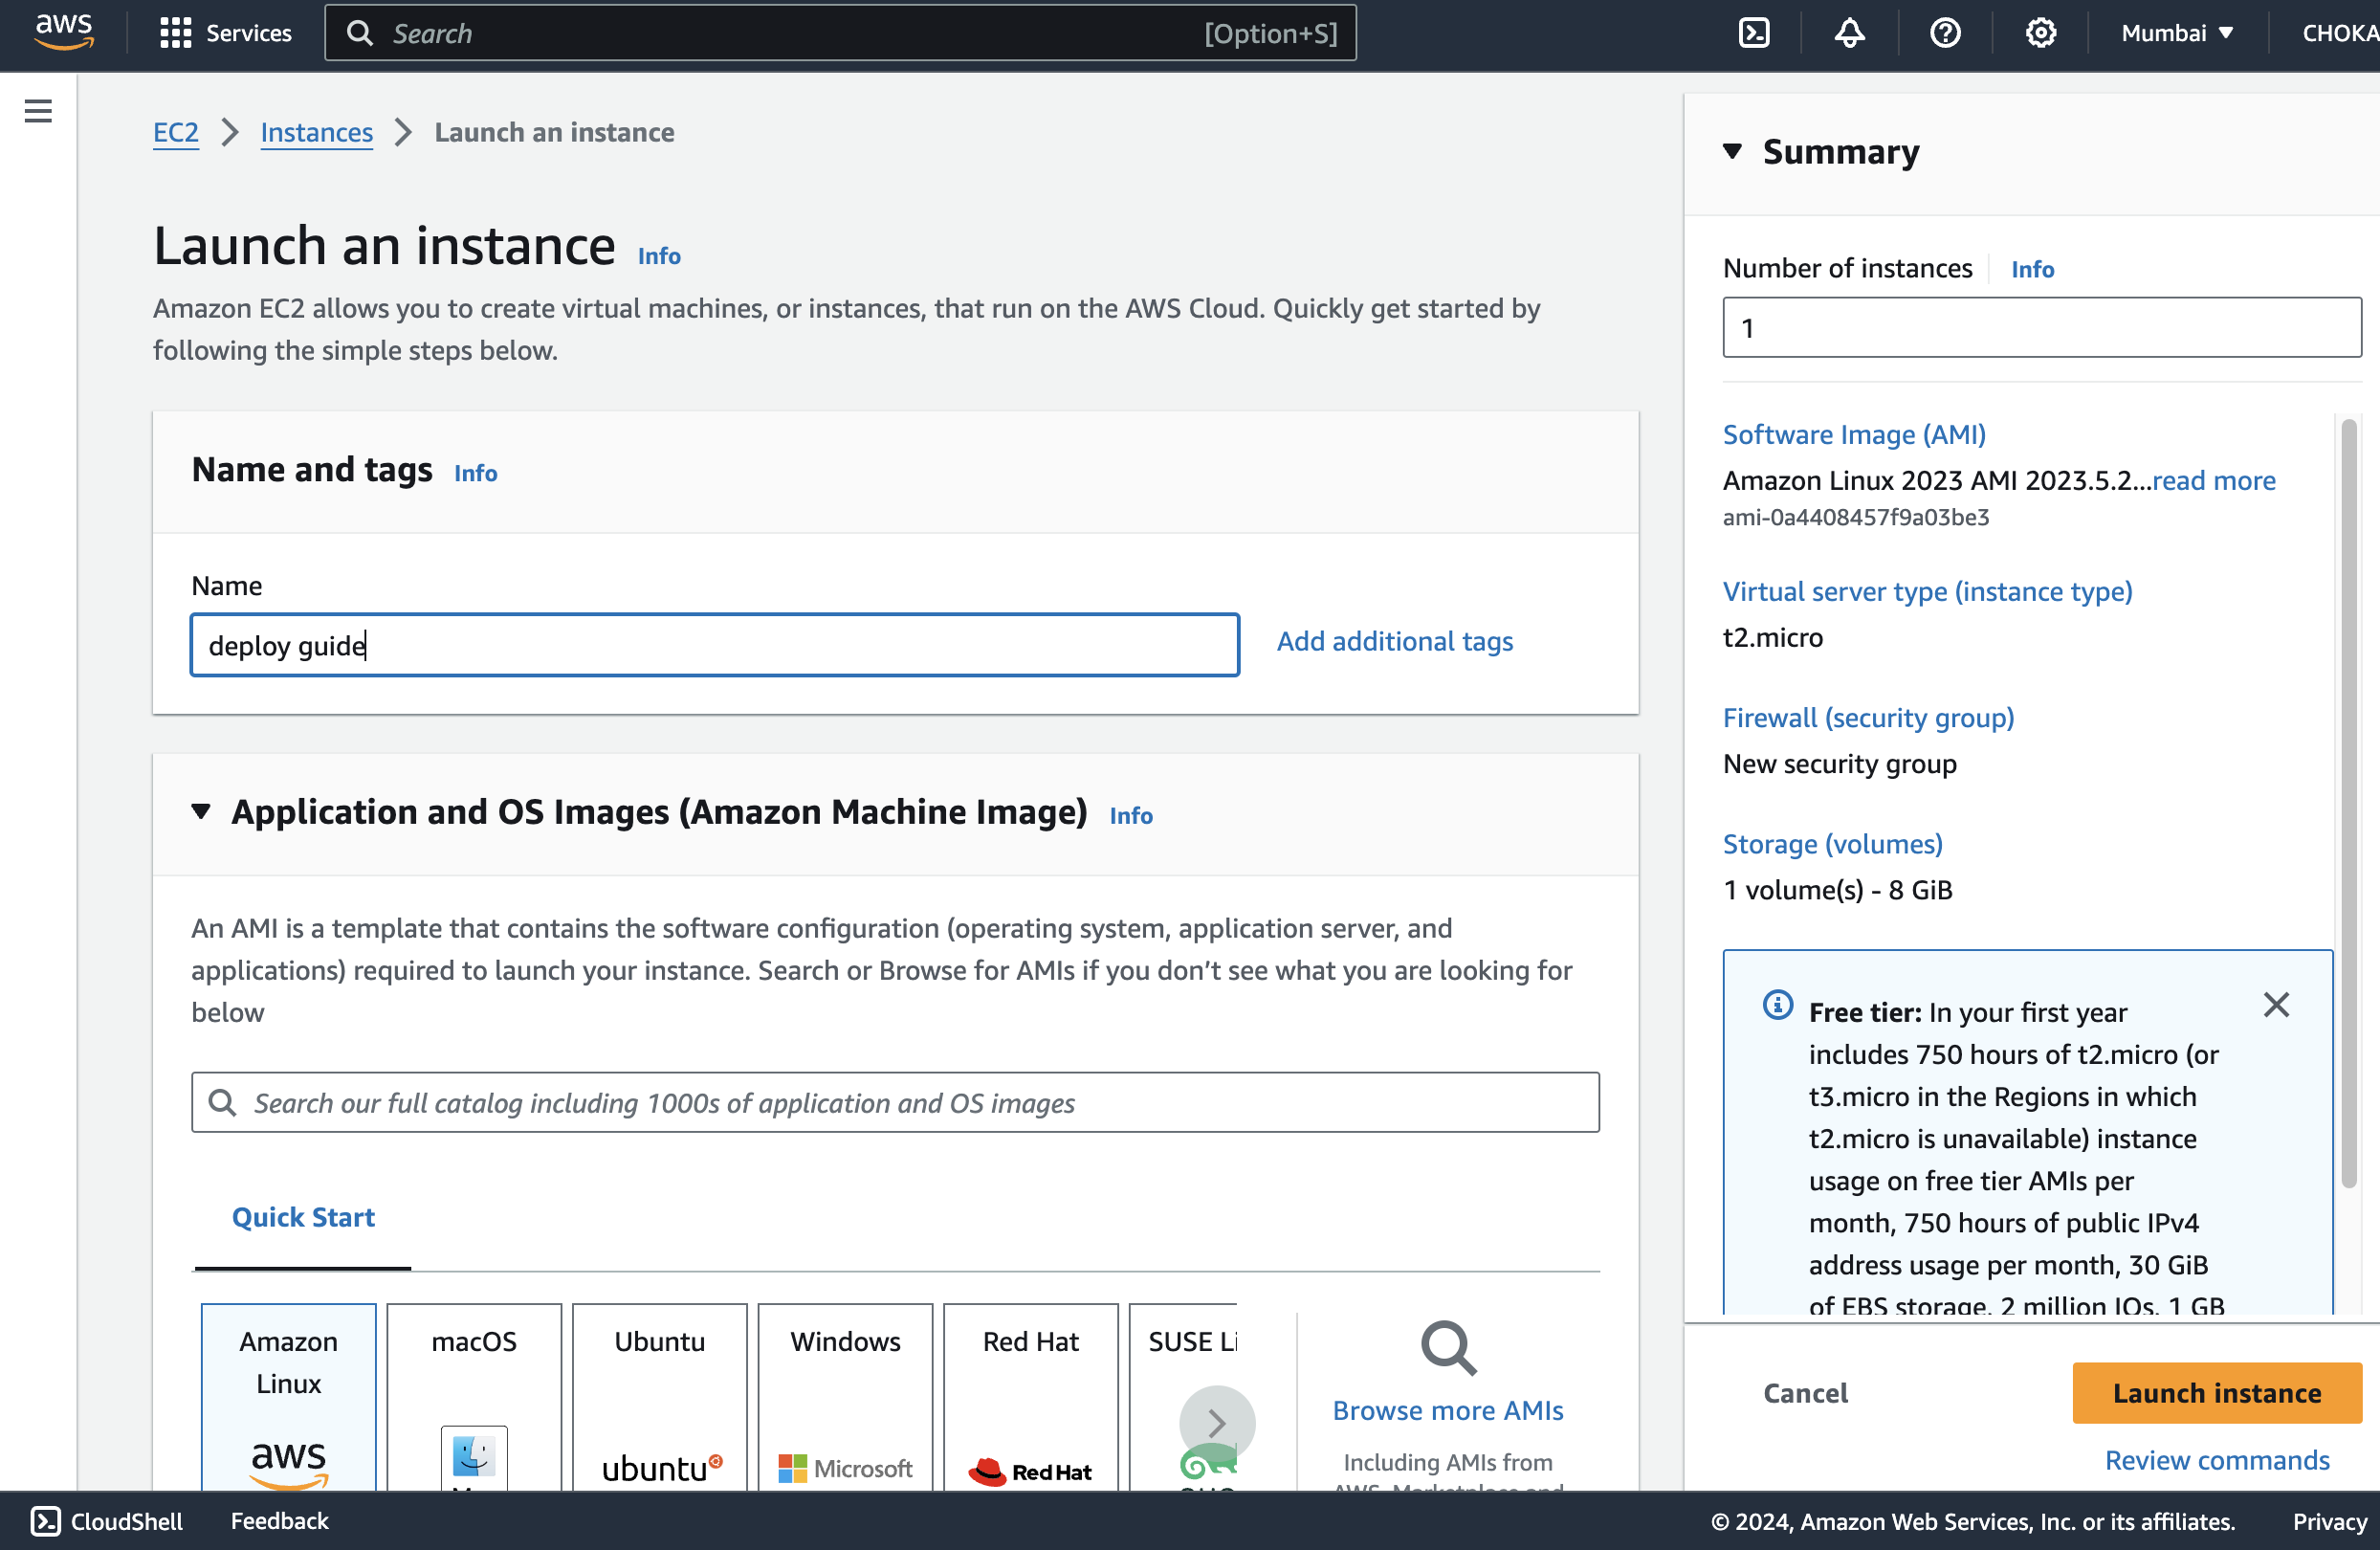 aws
Services
Search
[Option+S]
Mumbai
CHOKA
EC2
Instances
Launch an instance
Launch an instance
Info
Amazon EC2 allows you to create virtual machines, or instances, that run on the AWS Cloud. Quickly get started by
following the simple steps below.
Name and tags
Info
Name
deploy guide
Add additional tags
Application and OS Images (Amazon Machine Image)
Info
An AMI is a template that contains the software configuration (operating system, application server, and
applications) required to launch your instance. Search or Browse for AMIs if you don’t see what you are looking for
below
Search our full catalog including 1000s of application and OS images
Quick Start
Amazon
Linux
aws
macOS
Ubuntu
ubuntu
Windows
Microsoft
Red Hat
Red Hat
SUSE Li
Browse more AMIs
Including AMIs from
AWS, Marketplace and
Summary
Number of instances
Info
1
Software Image (AMI)
Amazon Linux 2023 AMI 2023.5.2...read more
ami-0a4408457f9a03be3
Virtual server type (instance type)
t2.micro
Firewall (security group)
New security group
Storage (volumes)
1 volume(s) - 8 GiB
Free tier: In your first year
includes 750 hours of t2.micro (or
t3.micro in the Regions in which
t2.micro is unavailable) instance
usage on free tier AMIs per
month, 750 hours of public IPv4
address usage per month, 30 GiB
of EBS storage, 2 million IOs, 1 GB
Cancel
Launch instance
Review commands
CloudShell
Feedback
© 2024, Amazon Web Services, Inc. or its affiliates.
Privacy